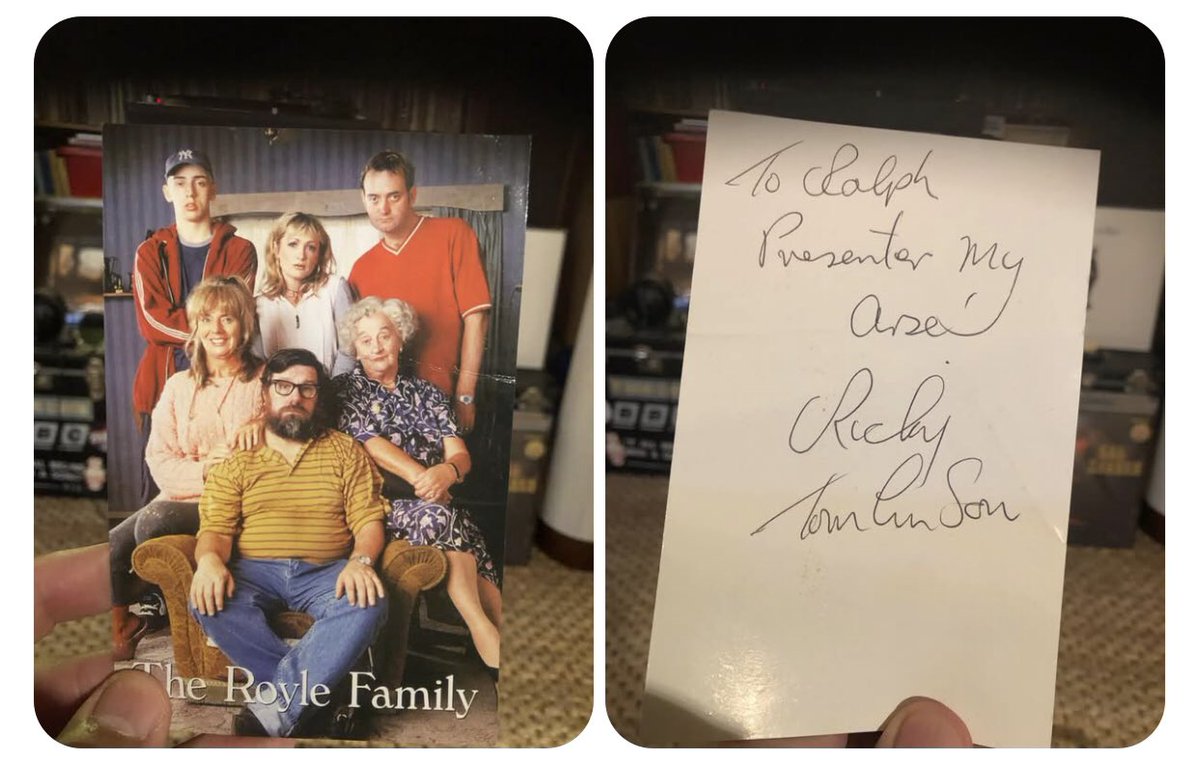 The Royle Family
To Ralph
Presenter My
Arse
Ricky
Tomlinson